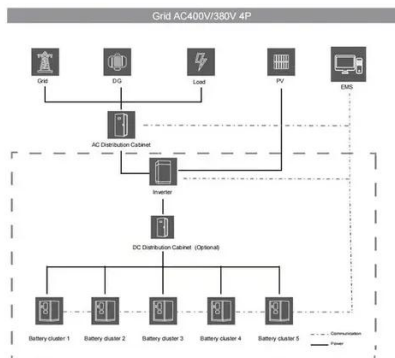 Grid AC400V/380V 4P
Grid
DG
Load
PV
EMS
AC Distribution Cabinet
Inverter
DC Distribution Cabinet (Optional)
Battery cluster 1
Battery cluster 2
Battery cluster 3
Battery cluster 4
Battery cluster 5
Communication
Power